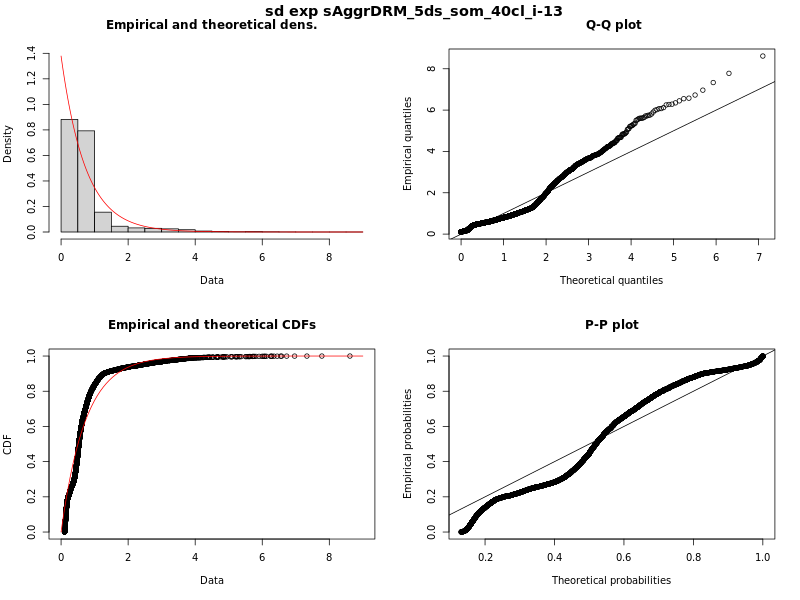 sd exp sAggrDRM_5ds_som_40cl_i-13
Empirical and theoretical dens.
Density
0.0 0.2 0.4 0.6 0.8 1.0 1.2 1.4
0 2 4 6 8
Data
Q-Q plot
Empirical quantiles
0 2 4 6 8
0 1 2 3 4 5 6 7
Theoretical quantiles
Empirical and theoretical CDFs
CDF
0.0 0.2 0.4 0.6 0.8 1.0
0 2 4 6 8
Data
P-P plot
Empirical probabilities
0.0 0.2 0.4 0.6 0.8 1.0
0.2 0.4 0.6 0.8 1.0
Theoretical probabilities